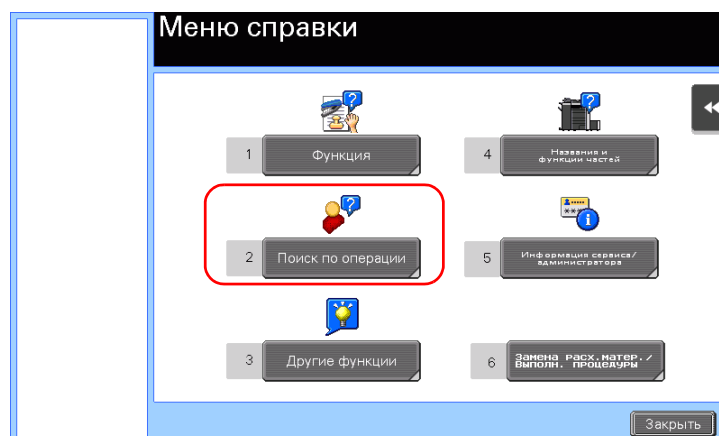 Меню справки
1
Функция
2
Поиск по операции
3
Другие функции
4
Названия и
функции частей
5
Информация сервиса/
администратора
6
Замена расх.матер./
Выполн. процедуры
Закрыть